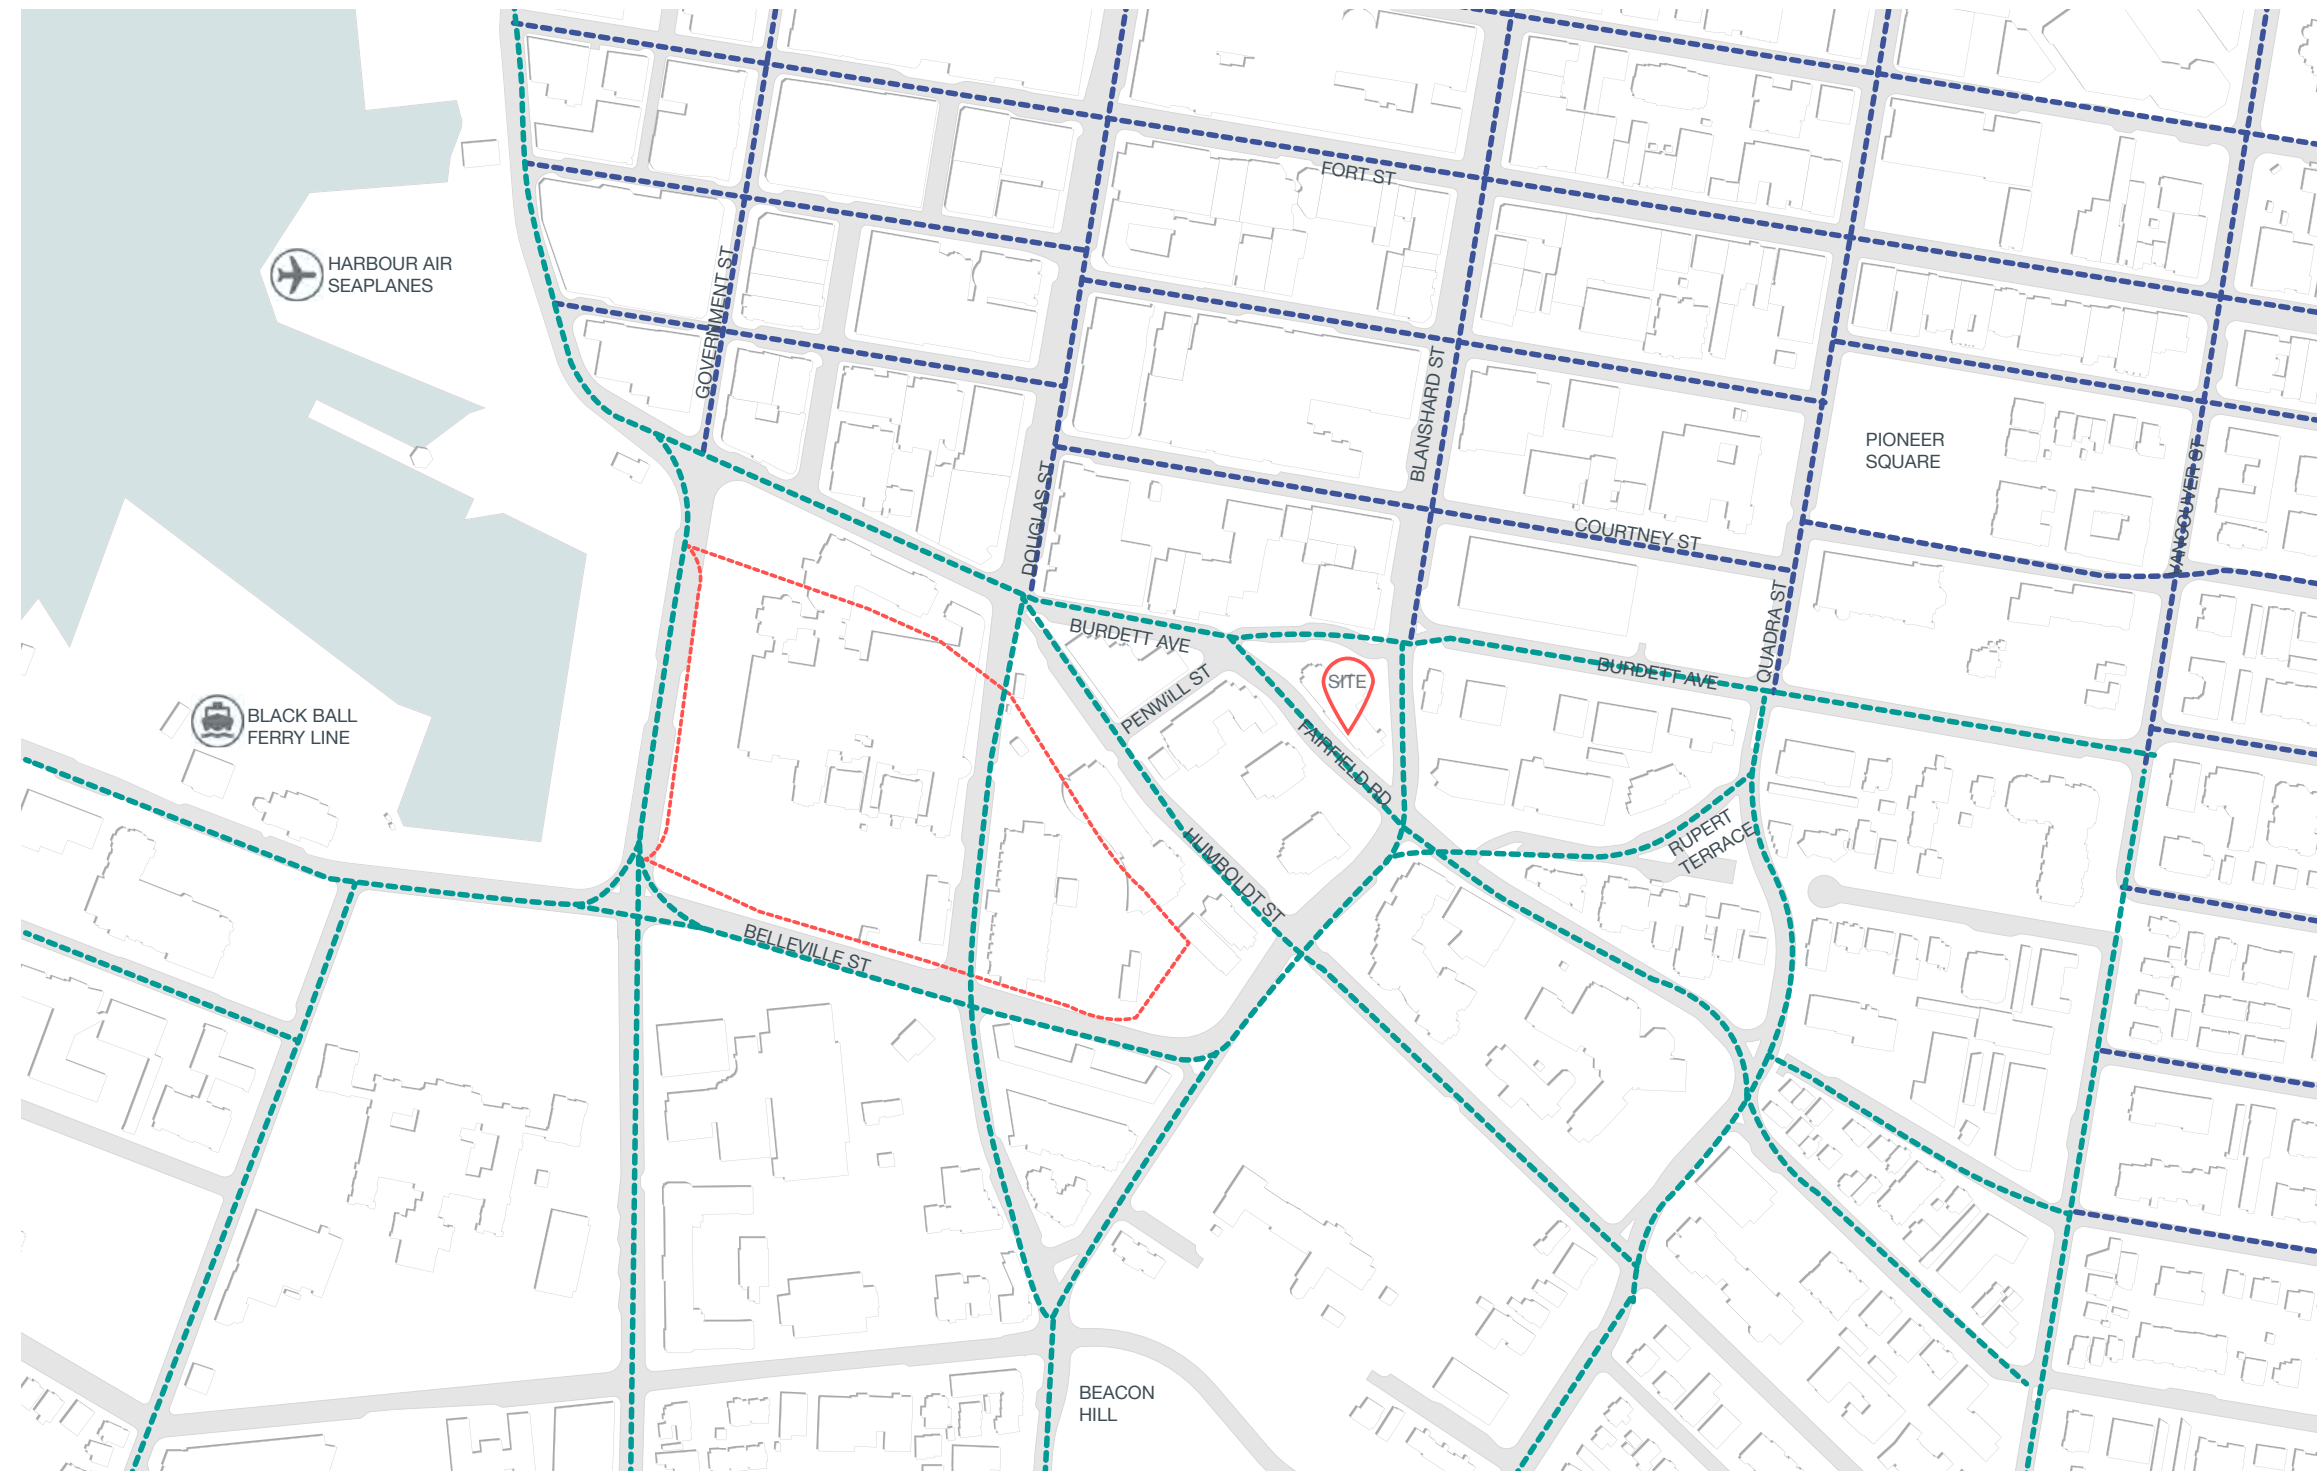 FORT ST
HARBOUR AIR
SEAPLANES
GOVERNMENT ST
BLANSHARD ST
PIONEER
SQUARE
VANCOUVER ST
DOUGLAS ST
COURTNEY ST
QUADRA ST
BURDETT AVE
BURDETT AVE
PENWiLL ST
SITE
BLACK BALL
FERRY LINE
FAIRFIELD RD
RUPERT
TERRACE
HUMBOLDT ST
BELLEVILLE ST
BEACON
HILL